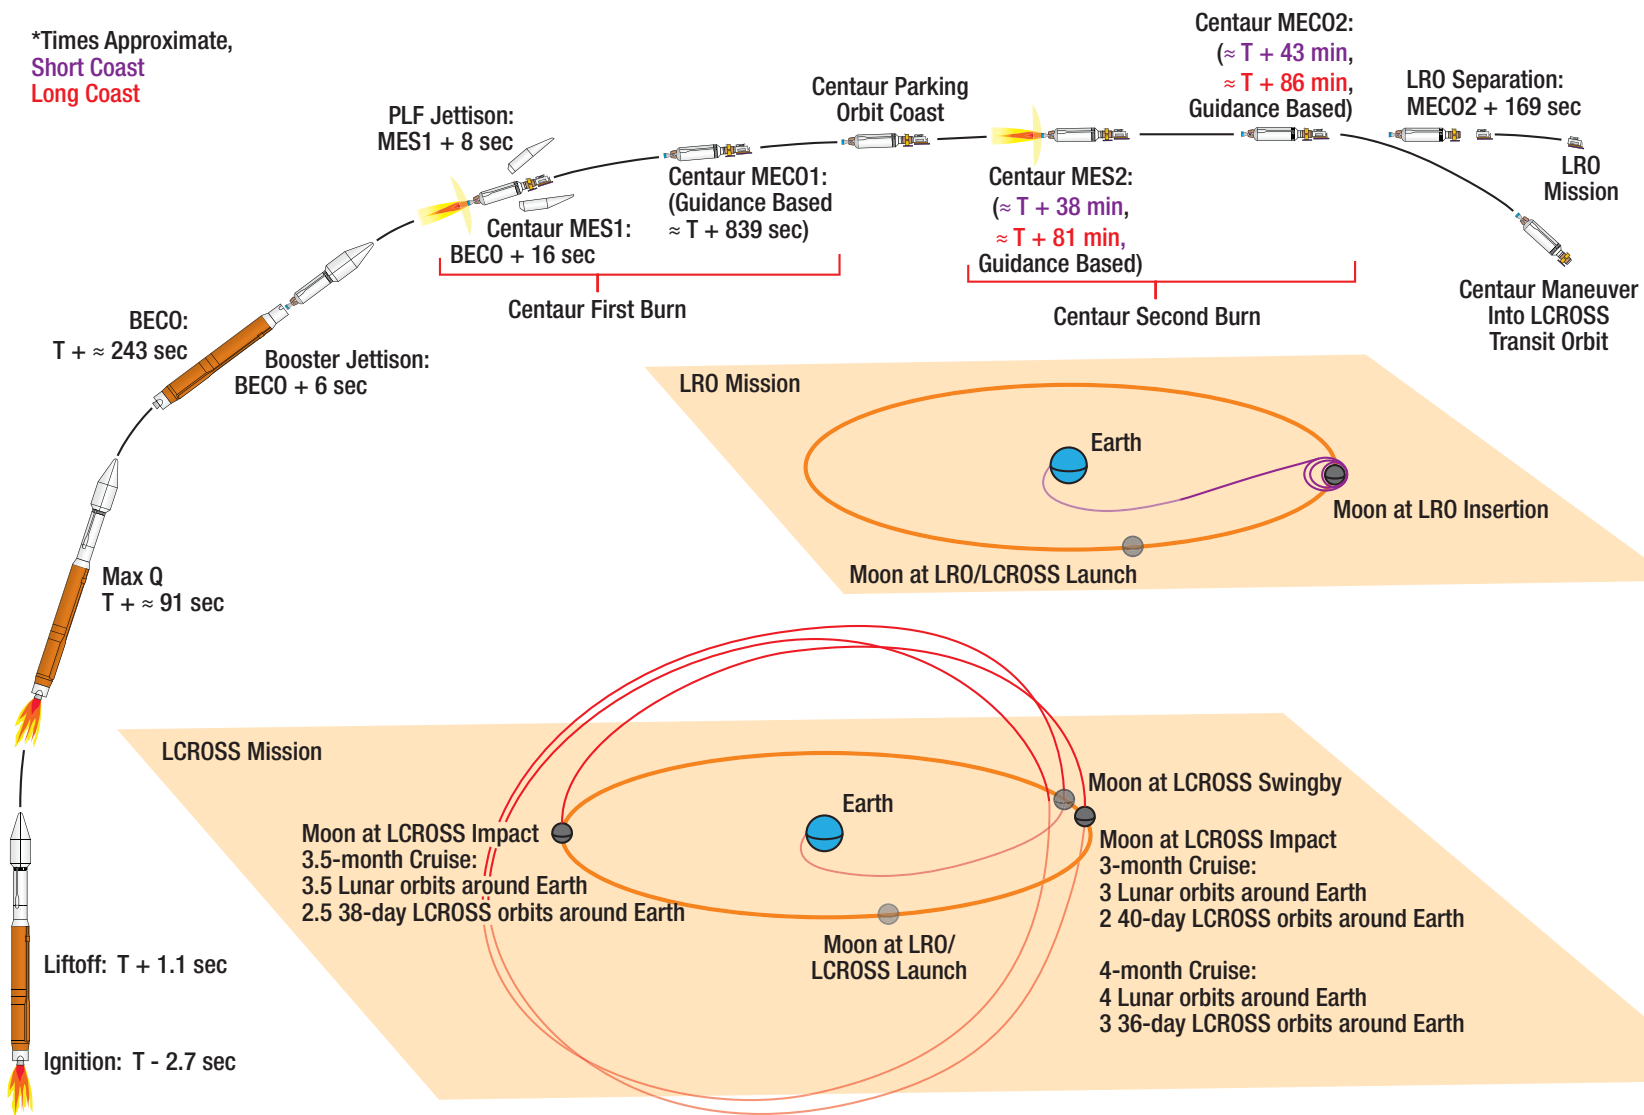 *Times Approximate,
Short Coast
Long Coast
PLF Jettison:
MES1 + 8 sec
Centaur Parking
Orbit Coast
Centaur MECO2:
(≈ T + 43 min,
≈ T + 86 min,
Guidance Based)
LRO Separation:
MECO2 + 169 sec
LRO
Mission
Centaur MES1:
BECO + 16 sec
Centaur MECO1:
(Guidance Based
≈ T + 839 sec)
Centaur MES2:
(≈ T + 38 min,
≈ T + 81 min,
Guidance Based)
Centaur First Burn
Centaur Second Burn
Centaur Maneuver
Into LCROSS
Transit Orbit
BECO:
T + ≈ 243 sec
Booster Jettison:
BECO + 6 sec
Max Q
T + ≈ 91 sec
Liftoff: T + 1.1 sec
Ignition: T - 2.7 sec
LRO Mission
Earth
Moon at LRO Insertion
Moon at LRO/LCROSS Launch
LCROSS Mission
Earth
Moon at LCROSS Swingby
Moon at LCROSS Impact
3.5-month Cruise:
3.5 Lunar orbits around Earth
2.5 38-day LCROSS orbits around Earth
Moon at LRO/
LCROSS Launch
Moon at LCROSS Impact
3-month Cruise:
3 Lunar orbits around Earth
2 40-day LCROSS orbits around Earth
4-month Cruise:
4 Lunar orbits around Earth
3 36-day LCROSS orbits around Earth